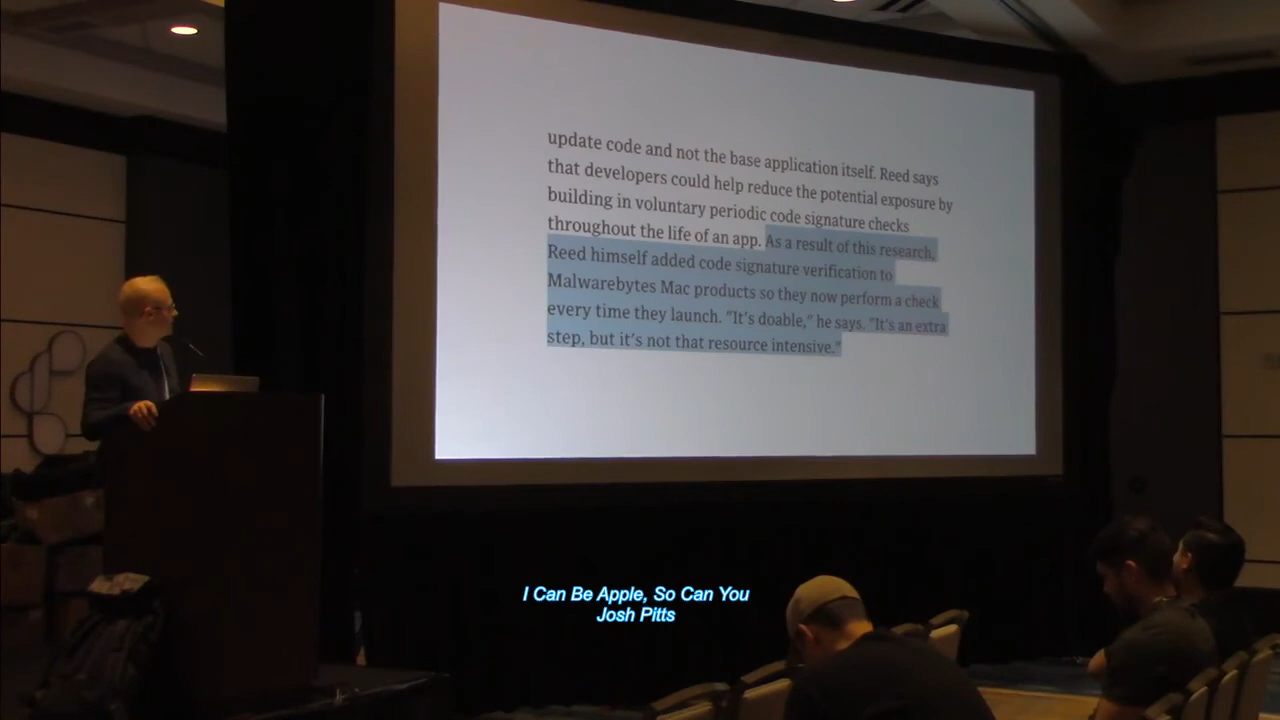 update code and not the base application itself. Reed says
that developers could help reduce the potential exposure by
building in voluntary periodic code signature checks
throughout the life of an app. As a result of this research,
Reed himself added code signature verification to
Malwarebytes Mac products so they now perform a check
every time they launch. "It's doable," he says. "It's an extra
step, but it's not that resource intensive."
I Can Be Apple, So Can You
Josh Pitts